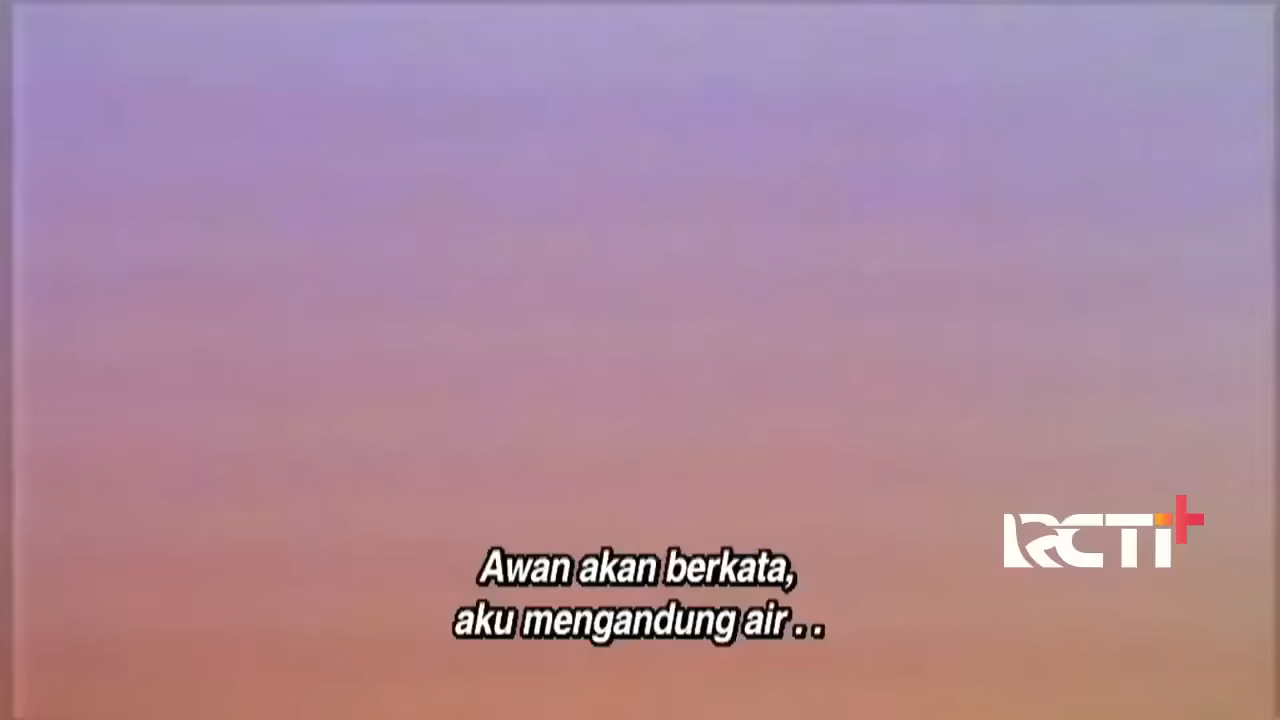 RCTI+
Awan akan berkata,
aku mengandung air . .